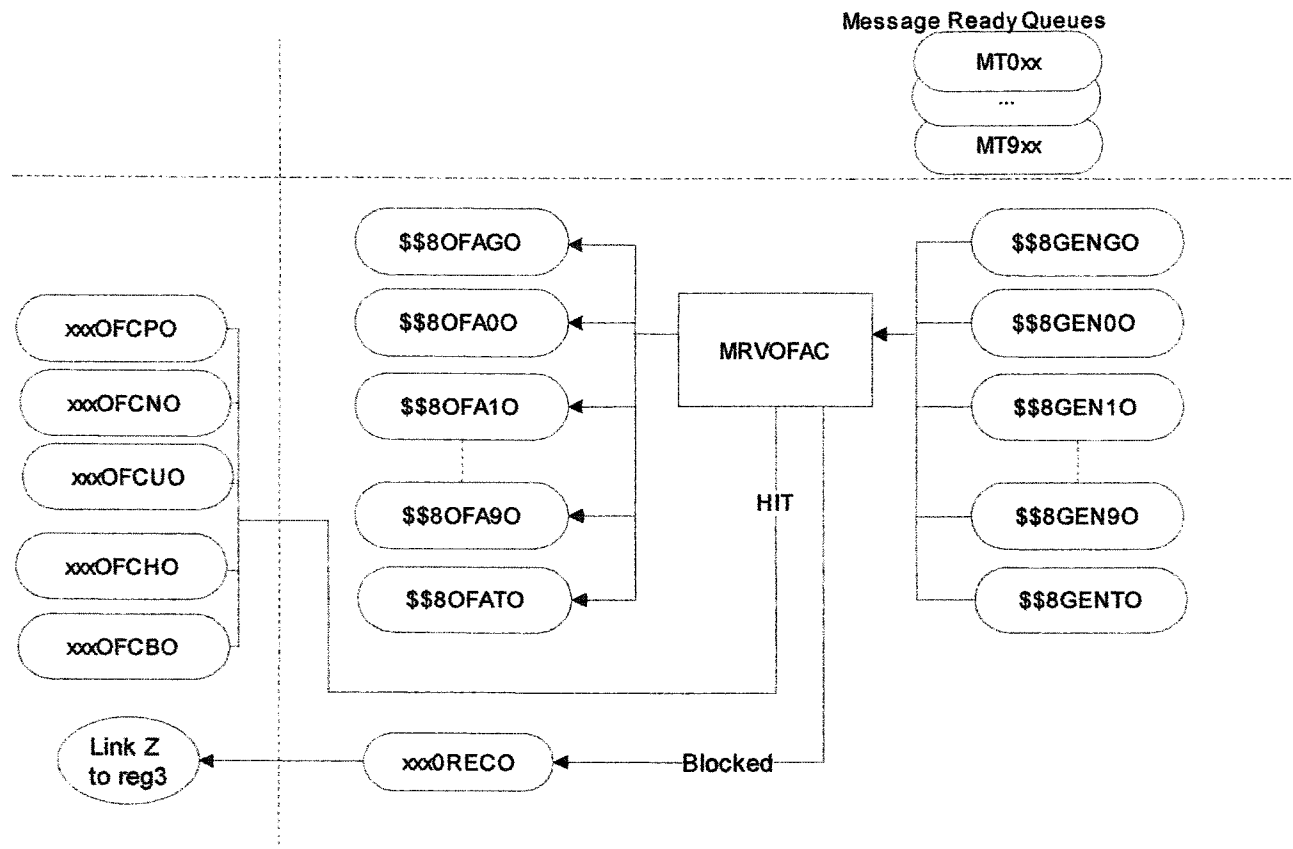 Message Ready Queues
MT0xx
...
MT9xx
$$8OFAGO
$$8GENGO
xxxOFCPO
$$8OFA0O
MRVOFAC
$$8GEN0O
xxxOFCNO
$$8OFA1O
$$8GEN1O
xxxOFCUO
HIT
$$8OFA9O
$$8GEN9O
xxxOFCHO
$$8OFATO
$$8GENTO
xxxOFCBO
Link Z
to reg3
xxx0RECO
Blocked